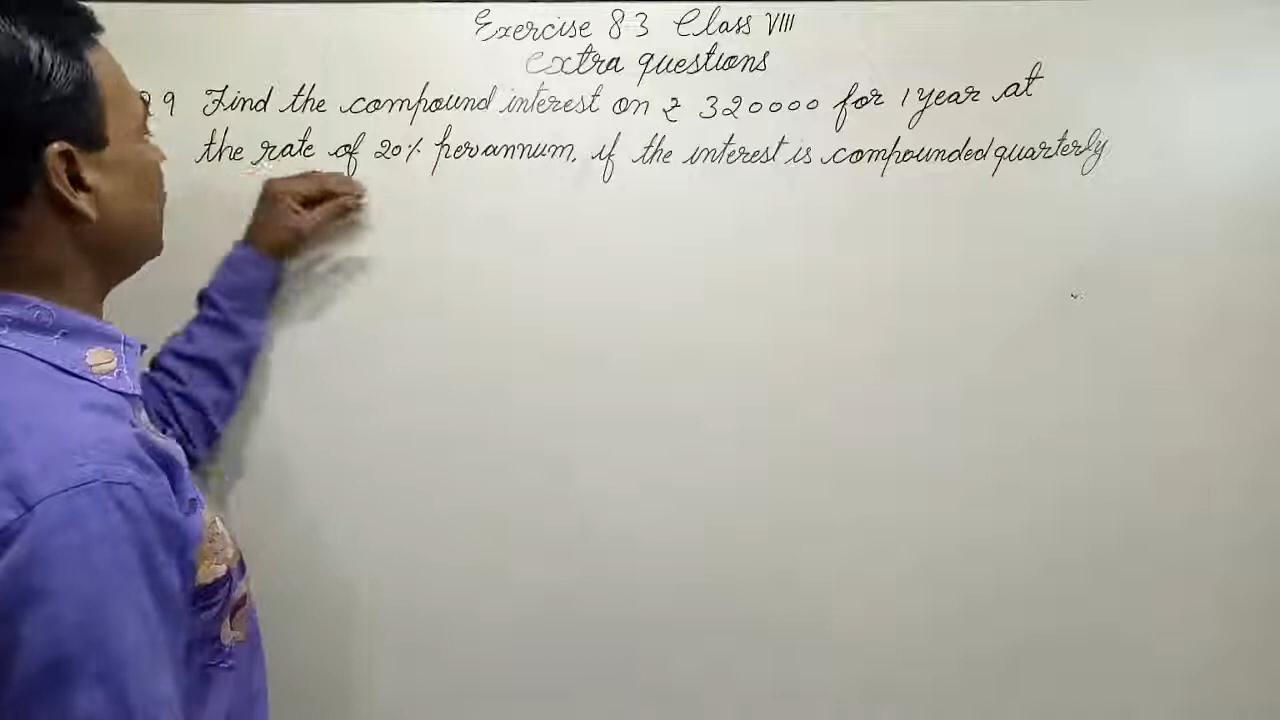 Exercise 8 3 Class VIII
Extra questions
9 Find the compound interest on ₹ 320000 for 1 year at
the rate of 20% per annum, if the interest is compounded quarterly